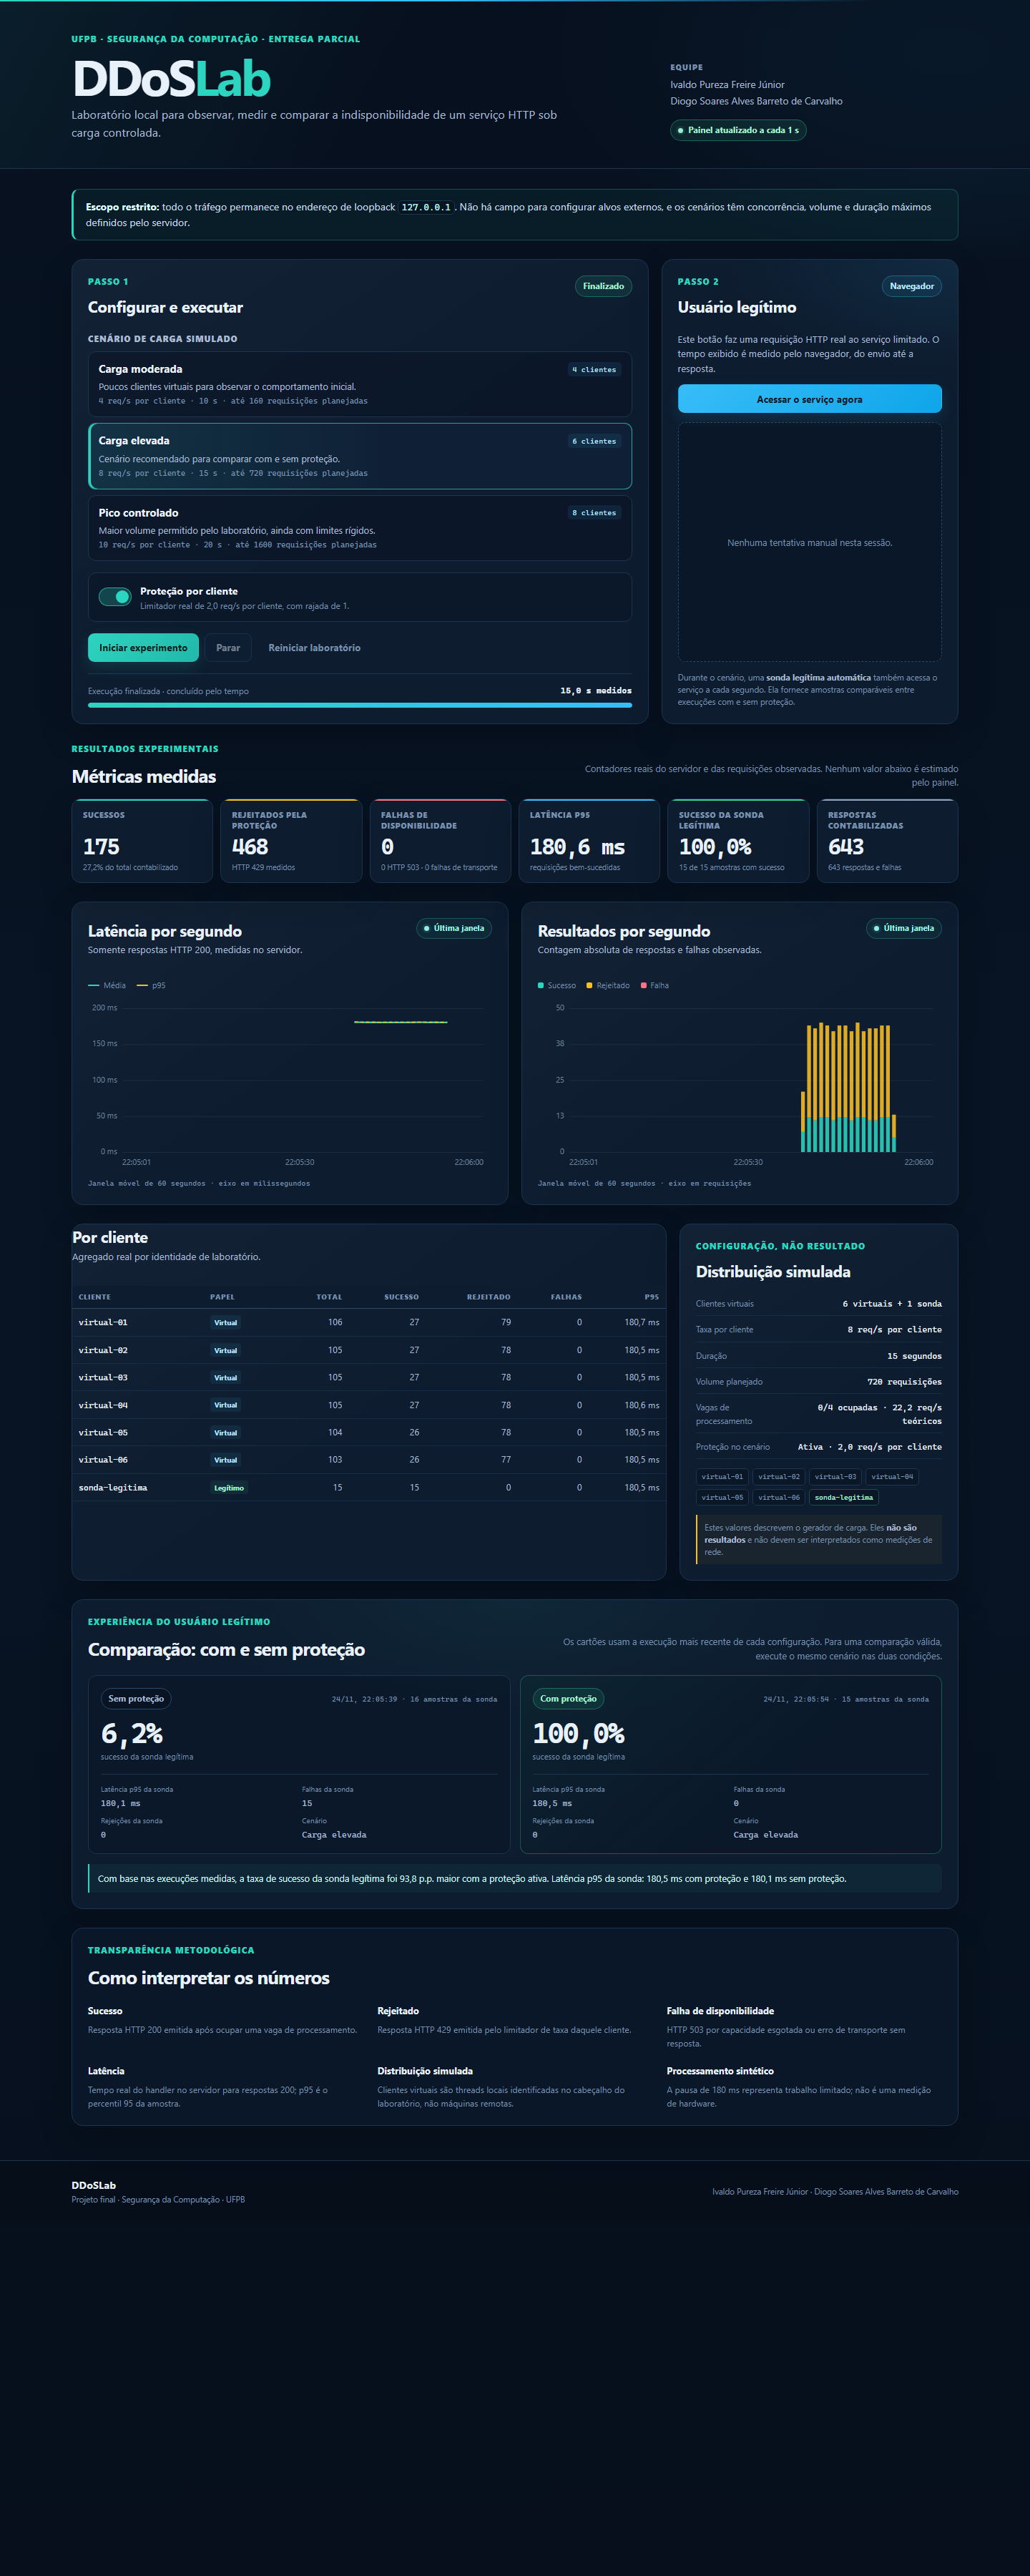 UFPB · SEGURANÇA DA COMPUTAÇÃO · ENTREGA PARCIAL
DDoSLab
Laboratório local para observar, medir e comparar a indisponibilidade de um serviço HTTP sob
carga controlada.
EQUIPE
Ivaldo Pureza Freire Júnior
Diogo Soares Alves Barreto de Carvalho
Painel atualizado a cada 1 s
Escopo restrito: todo o tráfego permanece no endereço de loopback 127.0.0.1. Não há campo para configurar alvos externos, e os cenários têm concorrência, volume e duração máximos
definidos pelo servidor.
PASSO 1
Finalizado
Configurar e executar
CENÁRIO DE CARGA SIMULADO
Carga moderada
4 clientes
Poucos clientes virtuais para observar o comportamento inicial.
4 req/s por cliente · 10 s · até 160 requisições planejadas
Carga elevada
6 clientes
Cenário recomendado para comparar com e sem proteção.
8 req/s por cliente · 15 s · até 720 requisições planejadas
Pico controlado
8 clientes
Maior volume permitido pelo laboratório, ainda com limites rígidos.
10 req/s por cliente · 20 s · até 1600 requisições planejadas
Proteção por cliente
Limitador real de 2,0 req/s por cliente, com rajada de 1.
Iniciar experimento
Parar
Reiniciar laboratório
Execução finalizada · concluído pelo tempo
15,0 s medidos
PASSO 2
Navegador
Usuário legítimo
Este botão faz uma requisição HTTP real ao serviço limitado. O
tempo exibido é medido pelo navegador, do envio até a
resposta.
Acessar o serviço agora
Nenhuma tentativa manual nesta sessão.
Durante o cenário, uma sonda legítima automática também acessa o
serviço a cada segundo. Ela fornece amostras comparáveis entre
execuções com e sem proteção.
RESULTADOS EXPERIMENTAIS
Métricas medidas
Contadores reais do servidor e das requisições observadas. Nenhum valor abaixo é estimado
pelo painel.
SUCESSOS
175
27,2% do total contabilizado
REJEITADOS PELA
PROTEÇÃO
468
HTTP 429 medidos
FALHAS DE
DISPONIBILIDADE
0
0 HTTP 503 · 0 falhas de transporte
LATÊNCIA P95
180,6 ms
requisições bem-sucedidas
SUCESSO DA SONDA
LEGÍTIMA
100,0%
15 de 15 amostras com sucesso
RESPOSTAS
CONTABILIZADAS
643
643 respostas e falhas
Latência por segundo
Última janela
Somente respostas HTTP 200, medidas no servidor.
Média
p95
200 ms
150 ms
100 ms
50 ms
0 ms
22:05:01
22:05:30
22:06:00
Janela móvel de 60 segundos · eixo em milissegundos
Resultados por segundo
Última janela
Contagem absoluta de respostas e falhas observadas.
Sucesso
Rejeitado
Falha
50
38
25
13
0
22:05:01
22:05:30
22:06:00
Janela móvel de 60 segundos · eixo em requisições
Por cliente
Agregado real por identidade de laboratório.
CLIENTE PAPEL TOTAL SUCESSO REJEITADO FALHAS P95
virtual-01 Virtual 106 27 79 0 180,7 ms
virtual-02 Virtual 105 27 78 0 180,5 ms
virtual-03 Virtual 105 27 78 0 180,5 ms
virtual-04 Virtual 105 27 78 0 180,6 ms
virtual-05 Virtual 104 26 78 0 180,5 ms
virtual-06 Virtual 103 26 77 0 180,5 ms
sonda-legitima Legítimo 15 15 0 0 180,5 ms
CONFIGURAÇÃO, NÃO RESULTADO
Distribuição simulada
Clientes virtuais 6 virtuais + 1 sonda
Taxa por cliente 8 req/s por cliente
Duração 15 segundos
Volume planejado 720 requisições
Vagas de
processamento
0/4 ocupadas · 22,2 req/s
teóricos
Proteção no cenário Ativa · 2,0 req/s por cliente
virtual-01 virtual-02 virtual-03 virtual-04
virtual-05 virtual-06 sonda-legitima
Estes valores descrevem o gerador de carga. Eles não são
resultados e não devem ser interpretados como medições de
rede.
EXPERIÊNCIA DO USUÁRIO LEGÍTIMO
Comparação: com e sem proteção
Os cartões usam a execução mais recente de cada configuração. Para uma comparação válida,
execute o mesmo cenário nas duas condições.
Sem proteção
24/11, 22:05:39 · 16 amostras da sonda
6,2%
sucesso da sonda legítima
Latência p95 da sonda
180,1 ms
Falhas da sonda
15
Rejeições da sonda
0
Cenário
Carga elevada
Com proteção
24/11, 22:05:54 · 15 amostras da sonda
100,0%
sucesso da sonda legítima
Latência p95 da sonda
180,5 ms
Falhas da sonda
0
Rejeições da sonda
0
Cenário
Carga elevada
Com base nas execuções medidas, a taxa de sucesso da sonda legítima foi 93,8 p.p. maior com a proteção ativa. Latência p95 da sonda: 180,5 ms com proteção e 180,1 ms sem proteção.
TRANSPARÊNCIA METODOLÓGICA
Como interpretar os números
Sucesso
Resposta HTTP 200 emitida após ocupar uma vaga de processamento.
Rejeitado
Resposta HTTP 429 emitida pelo limitador de taxa daquele cliente.
Falha de disponibilidade
HTTP 503 por capacidade esgotada ou erro de transporte sem
resposta.
Latência
Tempo real do handler no servidor para respostas 200; p95 é o
percentil 95 da amostra.
Distribuição simulada
Clientes virtuais são threads locais identificadas no cabeçalho do
laboratório, não máquinas remotas.
Processamento sintético
A pausa de 180 ms representa trabalho limitado; não é uma medição
de hardware.
DDoSLab
Projeto final · Segurança da Computação · UFPB
Ivaldo Pureza Freire Júnior · Diogo Soares Alves Barreto de Carvalho